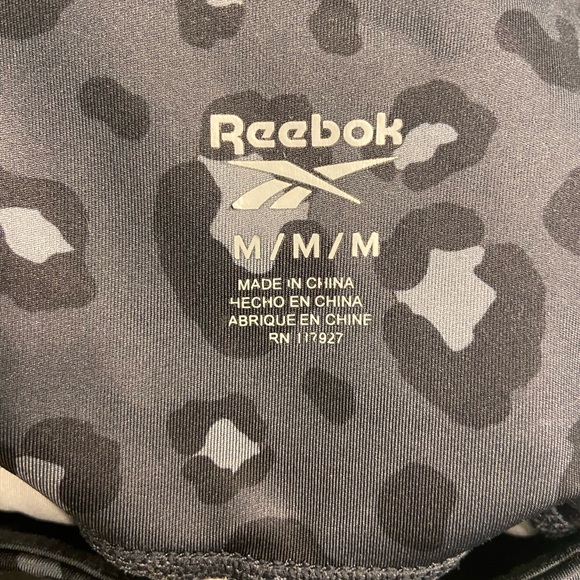 Reebok
M/M/M
MADE IN CHINA
HECHO EN CHINA
ABRIQUE EN CHINE
RN 117927